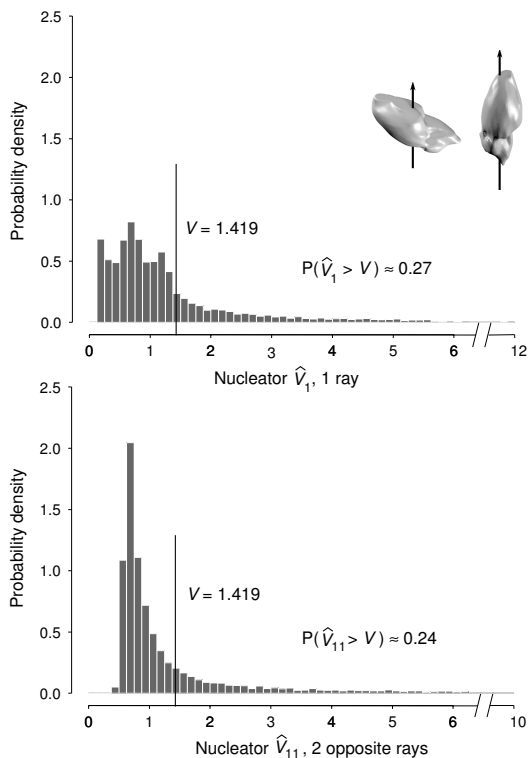 2.5
2.0
1.5
1.0
0.5
0.0
Probability density
V = 1.419
P(V̂₁ > V) ≈ 0.27
0 1 2 3 4 5 6 12
Nucleator V̂₁, 1 ray
2.5
2.0
1.5
1.0
0.5
0.0
Probability density
V = 1.419
P(V̂₁₁ > V) ≈ 0.24
0 1 2 3 4 5 6 10
Nucleator V̂₁₁, 2 opposite rays